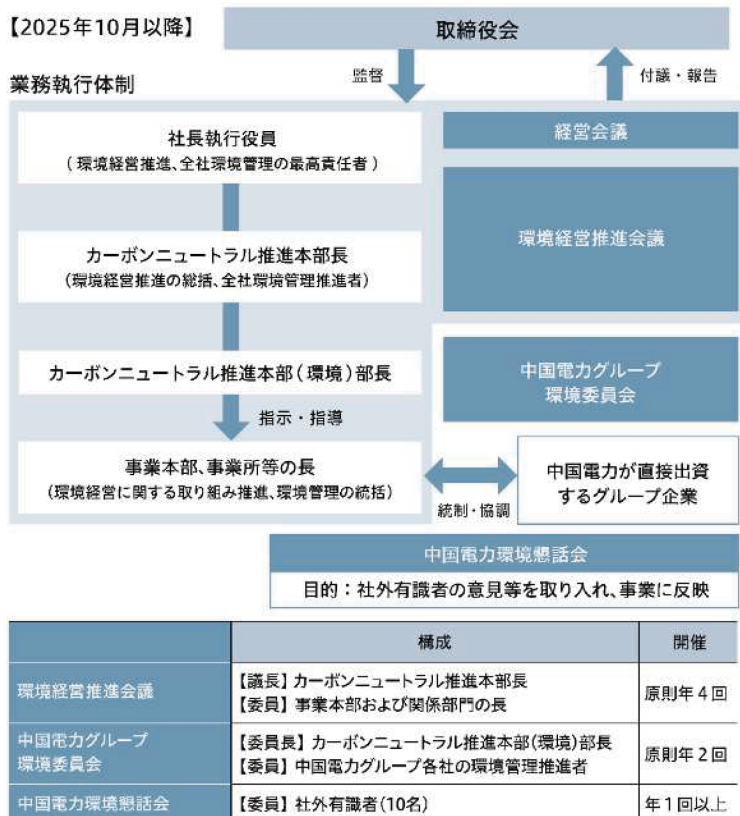 【2025年10月以降】
取締役会
監督
付議・報告
業務執行体制
社長執行役員
（環境経営推進、全社環境管理の最高責任者）
経営会議
環境経営推進会議
カーボンニュートラル推進本部長
(環境経営推進の総括、全社環境管理推進者)
カーボンニュートラル推進本部(環境)部長
中国電力グループ
環境委員会
指示・指導
事業本部、事業所等の長
(環境経営に関する取り組み推進、環境管理の統括)
統制・協調
中国電力が直接出資
するグループ企業
中国電力環境懇話会
目的：社外有識者の意見等を取り入れ、事業に反映
構成
開催
環境経営推進会議
【議長】カーボンニュートラル推進本部長
【委員】事業本部および関係部門の長
原則年4回
中国電力グループ
環境委員会
【委員長】カーボンニュートラル推進本部(環境)部長
【委員】中国電力グループ各社の環境管理推進者
原則年2回
中国電力環境懇話会
【委員】社外有識者(10名)
年1回以上